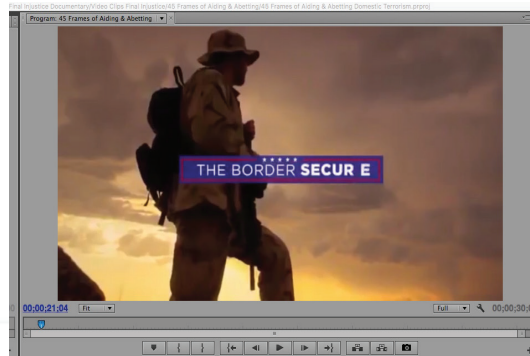 Final Injustice Documentary/Video Clips Final Injustice/45 Frames of Aiding & Abetting/45 Frames of Aiding & Abetting Domestic Terrorism.prproj
Program: 45 Frames of Aiding & Abetting
THE BORDER SECUR E
00;00;21;04 Fit Full 00;00;30;